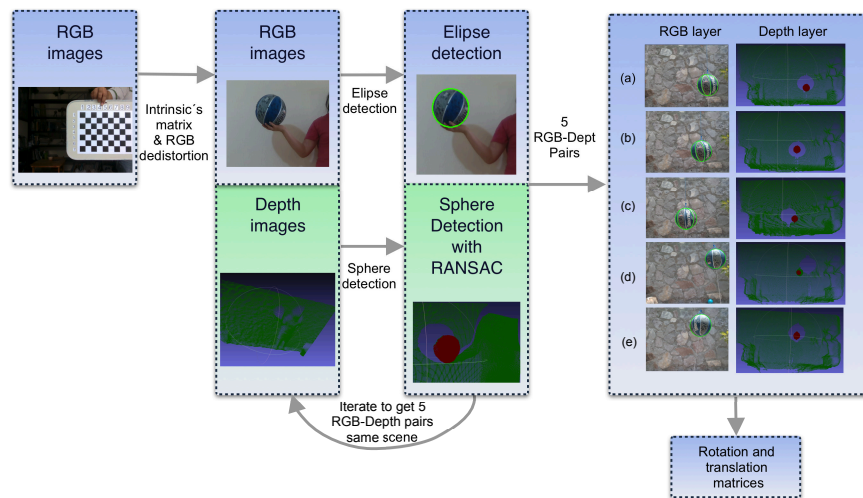 RGB
images
Intrinsic´s
matrix
& RGB
dedistortion
RGB
images
Elipse
detection
Elipse
detection
Depth
images
Sphere
detection
Sphere
Detection
with
RANSAC
Iterate to get 5
RGB-Depth pairs
same scene
5
RGB-Dept
Pairs
RGB layer
Depth layer
(a)
(b)
(c)
(d)
(e)
Rotation and
translation
matrices